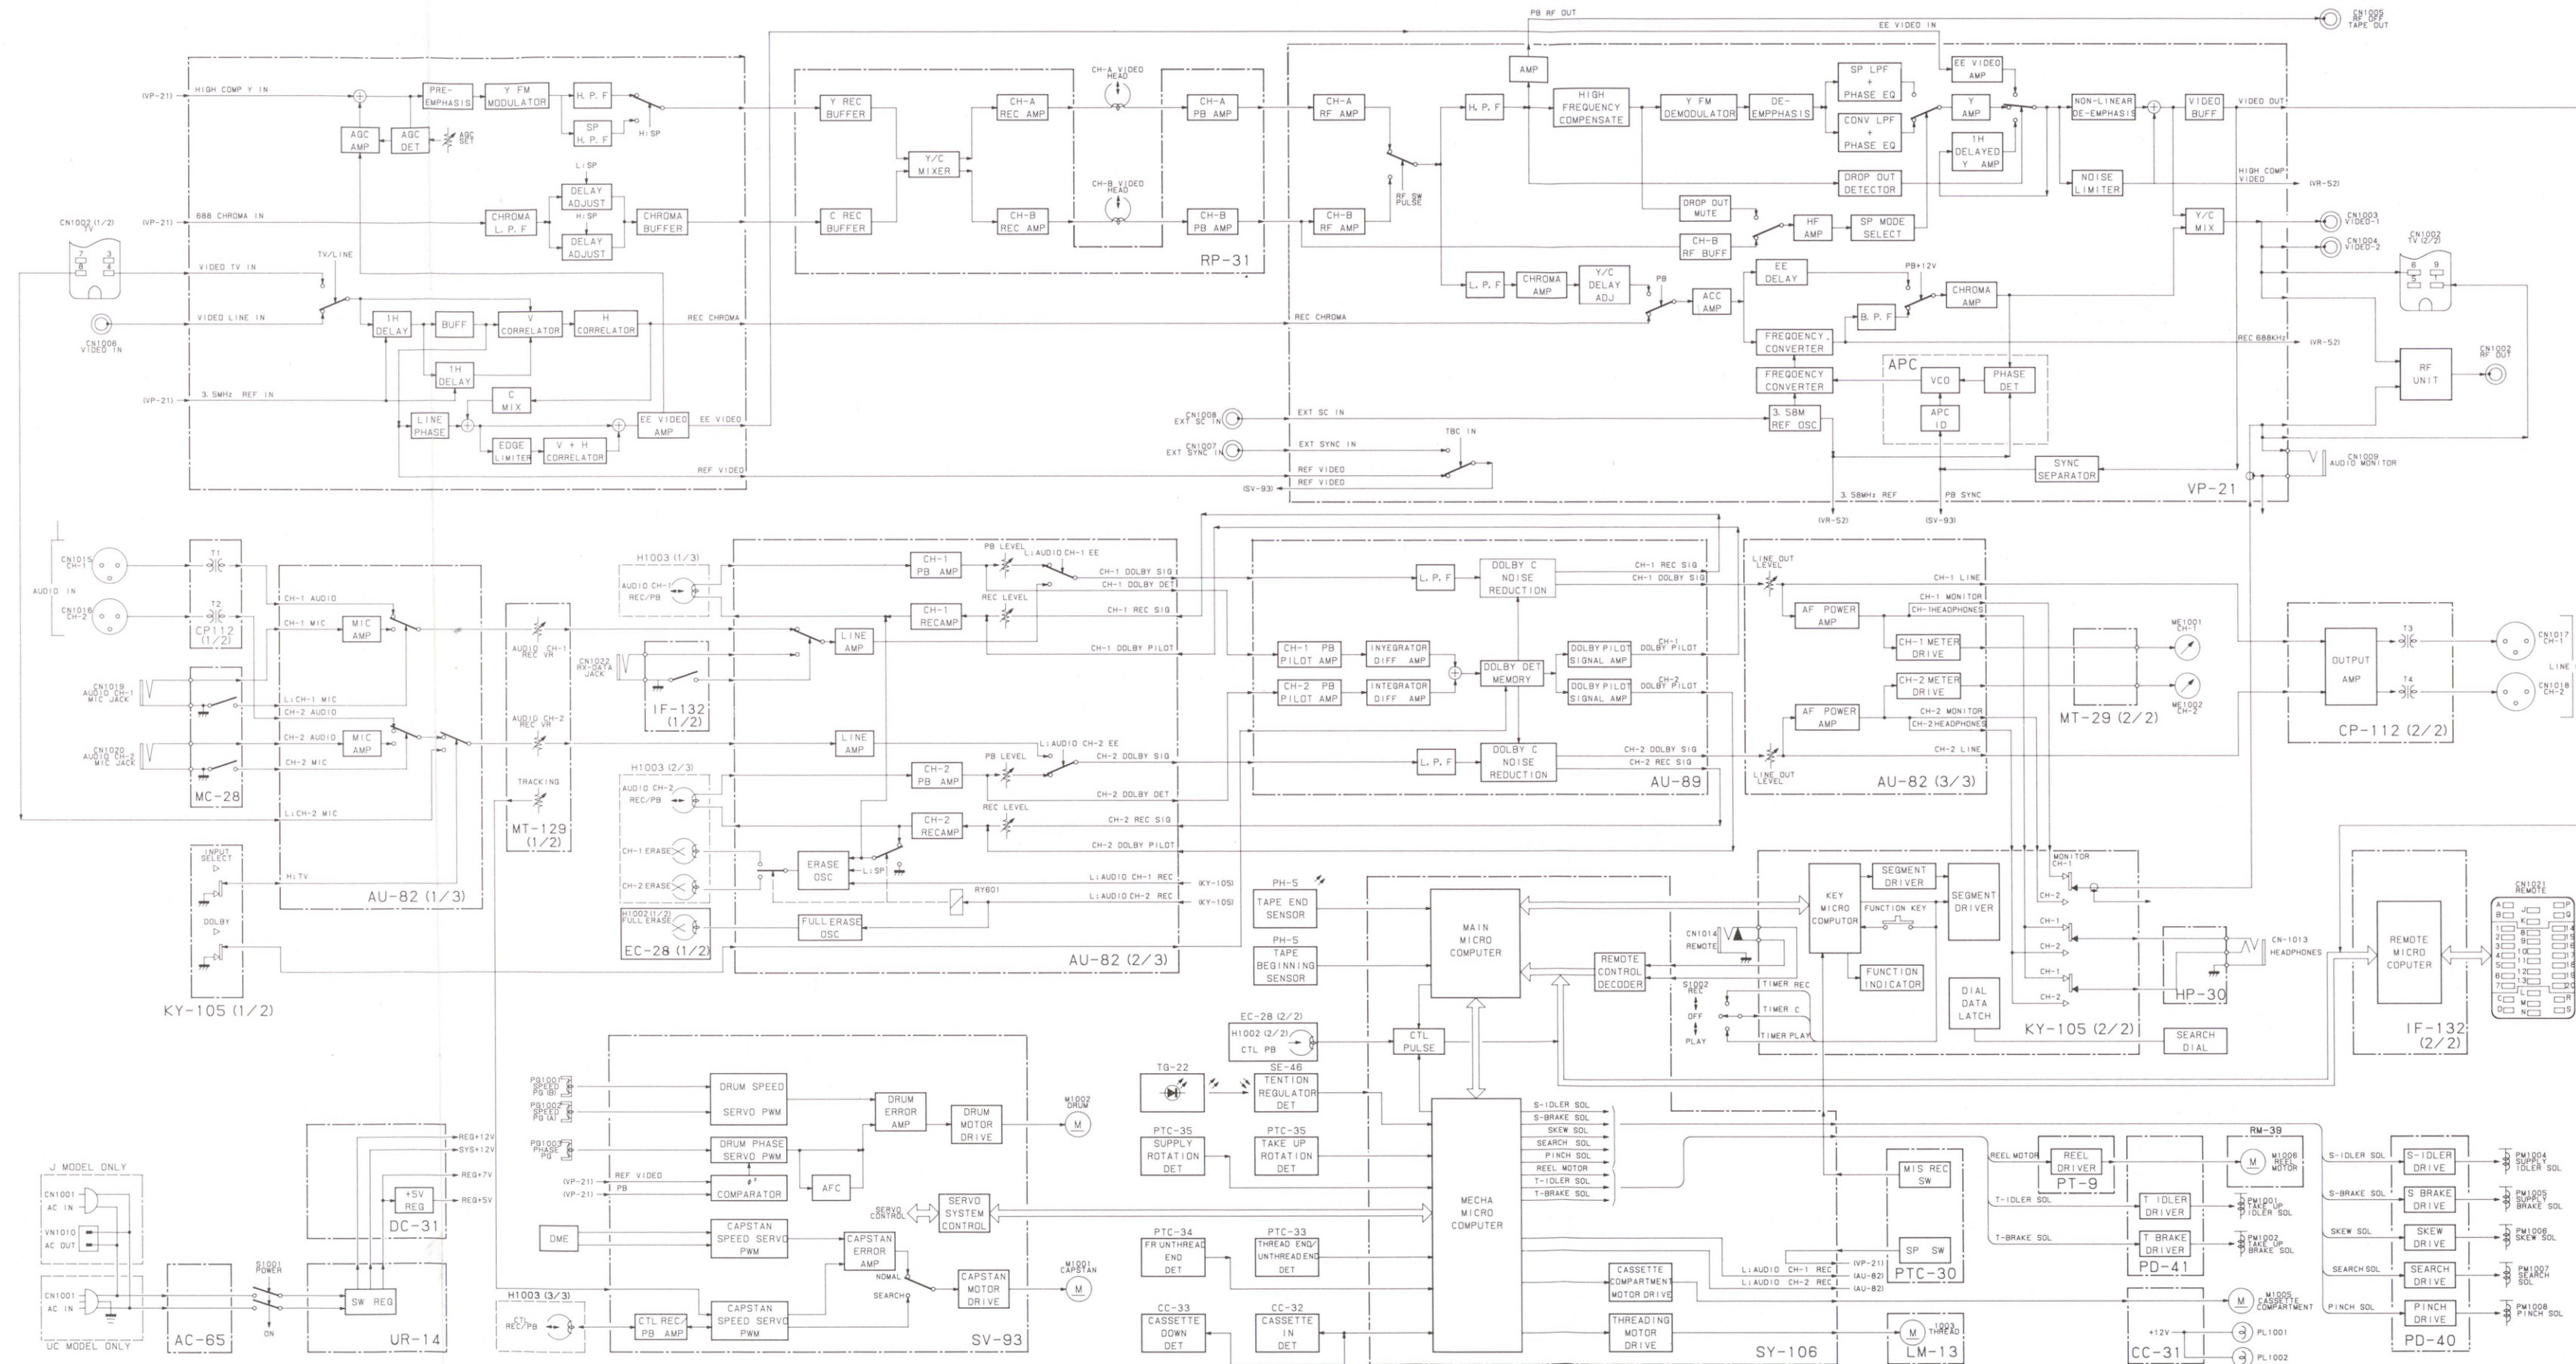 PB RF OUT
EE VIDEO IN
CN1005
RF OFF
TAPE OUT
(VP-21)
HIGH COMP Y IN
PRE-
EMPHASIS
Y FM
MODULATOR
H. P. F
SP
H. P. F
H:SP
AGC
AMP
AGC
DET
AGC
SET
L:SP
DELAY
ADJUST
H:SP
DELAY
ADJUST
(VP-21)
688 CHROMA IN
CHROMA
L. P. F
CHROMA
BUFFER
CN1002 (1/2)
TV
7
3
8
4
VIDEO TV IN
TV/LINE
VIDEO LINE IN
CN1006
VIDEO IN
1H
DELAY
BUFF
V
CORRELATOR
H
CORRELATOR
REC CHROMA
1H
DELAY
C
MIX
(VP-21)
3. 5MHz REF IN
LINE
PHASE
EDGE
LIMITER
V + H
CORRELATOR
EE VIDEO
AMP
EE VIDEO
REF VIDEO
Y REC
BUFFER
Y/C
MIXER
C REC
BUFFER
CH-A
REC AMP
CH-B
REC AMP
CH-A VIDEO
HEAD
CH-B VIDEO
HEAD
CH-A
PB AMP
CH-B
PB AMP
RP-31
REC CHROMA
CH-A
RF AMP
CH-B
RF AMP
RF SW
PULSE
AMP
H. P. F
HIGH
FREQUENCY
COMPENSATE
Y FM
DEMODULATOR
DE-
EMPPHASIS
SP LPF
+
PHASE EQ
CONV LPF
+
PHASE EQ
EE VIDEO
AMP
Y
AMP
1H
DELAYED
Y AMP
NON-LINEAR
DE-EMPHASIS
VIDEO
BUFF
VIDEO OUT
DROP OUT
DETECTOR
NOISE
LIMITER
HIGH COMP
VIDEO
(VR-52)
DROP OUT
MUTE
CH-B
RF BUFF
HF
AMP
SP MODE
SELECT
Y/C
MIX
CN1003
VIDEO-1
CN1004
VIDEO-2
CN1002
TV (2/2)
6
9
5
1
L. P. F
CHROMA
AMP
Y/C
DELAY
ADJ
PB
ACC
AMP
EE
DELAY
PB+12V
CHROMA
AMP
B. P. F
FREQOENCY
CONVERTER
REC 688KHz
(VR-52)
FREQOENCY
CONVERTER
APC
VCO
PHASE
DET
APC
ID
3. 58M
REF OSC
RF
UNIT
CN1002
RF OUT
CN1008
EXT SC IN
EXT SC IN
CN1007
EXT SYNC IN
EXT SYNC IN
TBC IN
REF VIDEO
REF VIDEO
(SV-93)
SYNC
SEPARATOR
VP-21
CN1009
AUDIO MONITOR
3. 58MHz REF
PB SYNC
(VR-52)
(SV-93)
CN1015
CH-1
AUDIO IN
CN1016
CH-2
T1
T2
CP112
(1/2)
CH-1 AUDIO
CH-1 MIC
MIC
AMP
CN1019
AUDIO CH-1
MIC JACK
L:CH-1 MIC
CH-2 AUDIO
CN1020
AUDIO CH-2
MIC JACK
CH-2 AUDIO
MIC
AMP
CH-2 MIC
MC-28
L:CH-2 MIC
INPUT
SELECT
H:TV
DOLBY
KY-105 (1/2)
AU-82 (1/3)
AUDIO CH-1
REC VR
AUDIO CH-2
REC VR
TRACKING
MT-129
(1/2)
H1003 (1/3)
AUDIO CH-1
REC/PB
CN1022
RX-DATA
JACK
IF-132
(1/2)
H1003 (2/3)
AUDIO CH-2
REC/PB
CH-1 ERASE
CH-2 ERASE
H1002 (1/2)
FULL ERASE
EC-28 (1/2)
CH-1
PB AMP
PB LEVEL
L:AUDIO CH-1 EE
CH-1 DOLBY SIG
CH-1 DOLBY DET
CH-1
RECAMP
REC LEVEL
CH-1 REC SIG
LINE
AMP
CH-1 DOLBY PILOT
LINE
AMP
L:AUDIO CH-2 EE
PB LEVEL
CH-2
PB AMP
CH-2 DOLBY SIG
CH-2 DOLBY DET
REC LEVEL
CH-2
RECAMP
CH-2 REC SIG
CH-2 DOLBY PILOT
ERASE
OSC
L:SP
RY601
L:AUDIO CH-1 REC
(KY-105)
L:AUDIO CH-2 REC
(KY-105)
FULL ERASE
OSC
AU-82 (2/3)
L. P. F
DOLBY C
NOISE
REDUCTION
CH-1 REC SIG
CH-1 DOLBY SIG
CH-1 PB
PILOT AMP
INYEGRATOR
DIFF AMP
CH-2 PB
PILOT AMP
INTEGRATOR
DIFF AMP
DOLBY DET
MEMORY
DOLBY PILOT
SIGNAL AMP
CH-1
DOLBY PILOT
DOLBY PILOT
SIGNAL AMP
CH-2
DOLBY PILOT
L. P. F
DOLBY C
NOISE
REDUCTION
CH-2 DOLBY SIG
CH-2 REC SIG
AU-89
LINE OUT
LEVEL
CH-1 LINE
CH-1 MONITOR
CH-1HEADPHONES
AF POWER
AMP
CH-1 METER
DRIVE
CH-2 METER
DRIVE
AF POWER
AMP
CH-2 MONITOR
CH-2HEADPHONES
CH-2 LINE
LINE OUT
LEVEL
AU-82 (3/3)
ME1001
CH-1
ME1002
CH-2
MT-29 (2/2)
OUTPUT
AMP
T3
T4
CP-112 (2/2)
CN1017
CH-1
LINE
CN1018
CH-2
PH-5
TAPE END
SENSOR
PH-5
TAPE
BEGINNING
SENSOR
MAIN
MICRO
COMPUTER
REMOTE
CONTROL
DECODER
CN1014
REMOTE
S1002
REC
OFF
PLAY
TIMER REC
TIMER C
TIMER PLAY
KEY
MICRO
COMPUTOR
SEGMENT
DRIVER
SEGMENT
DRIVER
FUNCTION KEY
FUNCTION
INDICATOR
DIAL
DATA
LATCH
MONITOR
CH-1
CH-2
CH-1
CH-2
CH-1
CH-2
KY-105 (2/2)
SEARCH
DIAL
HP-30
CN-1013
HEADPHONES
REMOTE
MICRO
COPUTER
IF-132
(2/2)
CN1021
REMOTE
EC-28 (2/2)
H1002 (2/2)
CTL PB
CTL
PULSE
TG-22
SE-46
TENTION
REGULATOR
DET
PTC-35
SUPPLY
ROTATION
DET
PTC-35
TAKE UP
ROTATION
DET
PTC-34
FR UNTHREAD
END
DET
PTC-33
THREAD END/
UNTHREAD END
DET
CC-33
CASSETTE
DOWN
DET
CC-32
CASSETTE
IN
DET
MECHA
MICRO
COMPUTER
S-IDLER SOL
S-BRAKE SOL
SKEW SOL
SEARCH SOL
PINCH SOL
REEL MOTOR
T-IDLER SOL
T-BRAKE SOL
L:AUDIO CH-1 REC
L:AUDIO CH-2 REC
(VP-21)
(AU-82)
(AU-82)
CASSETTE
COMPARTMENT
MOTOR DRIVE
THREADING
MOTOR
DRIVE
SY-106
MIS REC
SW
SP SW
PTC-30
M
1003
THREAD
LM-13
REEL MOTOR
REEL
DRIVER
PT-9
T-IDLER SOL
T IDLER
DRIVER
T-BRAKE SOL
T BRAKE
DRIVER
PD-41
RM-39
M
M1006
REEL
MOTOR
PM1001
TAKE UP
IDLER SOL
PM1002
TAKE UP
BRAKE SOL
M
M1005
CASSETTE
COMPARTMENT
+12V
PL1001
PL1002
CC-31
S-IDLER SOL
S-IDLER
DRIVE
PM1004
SUPPLY
IDLER SOL
S-BRAKE SOL
S BRAKE
DRIVE
PM1005
SUPPLY
BRAKE SOL
SKEW SOL
SKEW
DRIVE
PM1006
SKEW SOL
SEARCH SOL
SEARCH
DRIVE
PM1007
SEARCH
SOL
PINCH SOL
PINCH
DRIVE
PM1008
PINCH SOL
PD-40
J MODEL ONLY
CN1001
AC IN
VN1010
AC OUT
CN1001
AC IN
UC MODEL ONLY
AC-65
S1001
POWER
ON
SW REG
UR-14
+5V
REG
DC-31
REG+12V
SYS+12V
REG+7V
REG+5V
PG1001
SPEED
PG (B)
PG1002
SPEED
PG (A)
PG1003
PHASE
PG
DRUM SPEED
SERVO PWM
DRUM PHASE
SERVO PWM
(VP-21)
REF VIDEO
(VP-21)
PB
COMPARATOR
AFC
DRUM
ERROR
AMP
DRUM
MOTOR
DRIVE
M1002
DRUM
M
SERVO
CONTROL
SERVO
SYSTEM
CONTROL
DME
CAPSTAN
SPEED SERVO
PWM
CAPSTAN
ERROR
AMP
NOMAL
SEARCH
CAPSTAN
MOTOR
DRIVE
M1001
CAPSTAN
M
CAPSTAN
SPEED SERVO
PWM
H1003 (3/3)
CTL
REC/PB
CTL REC/
PB AMP
SV-93